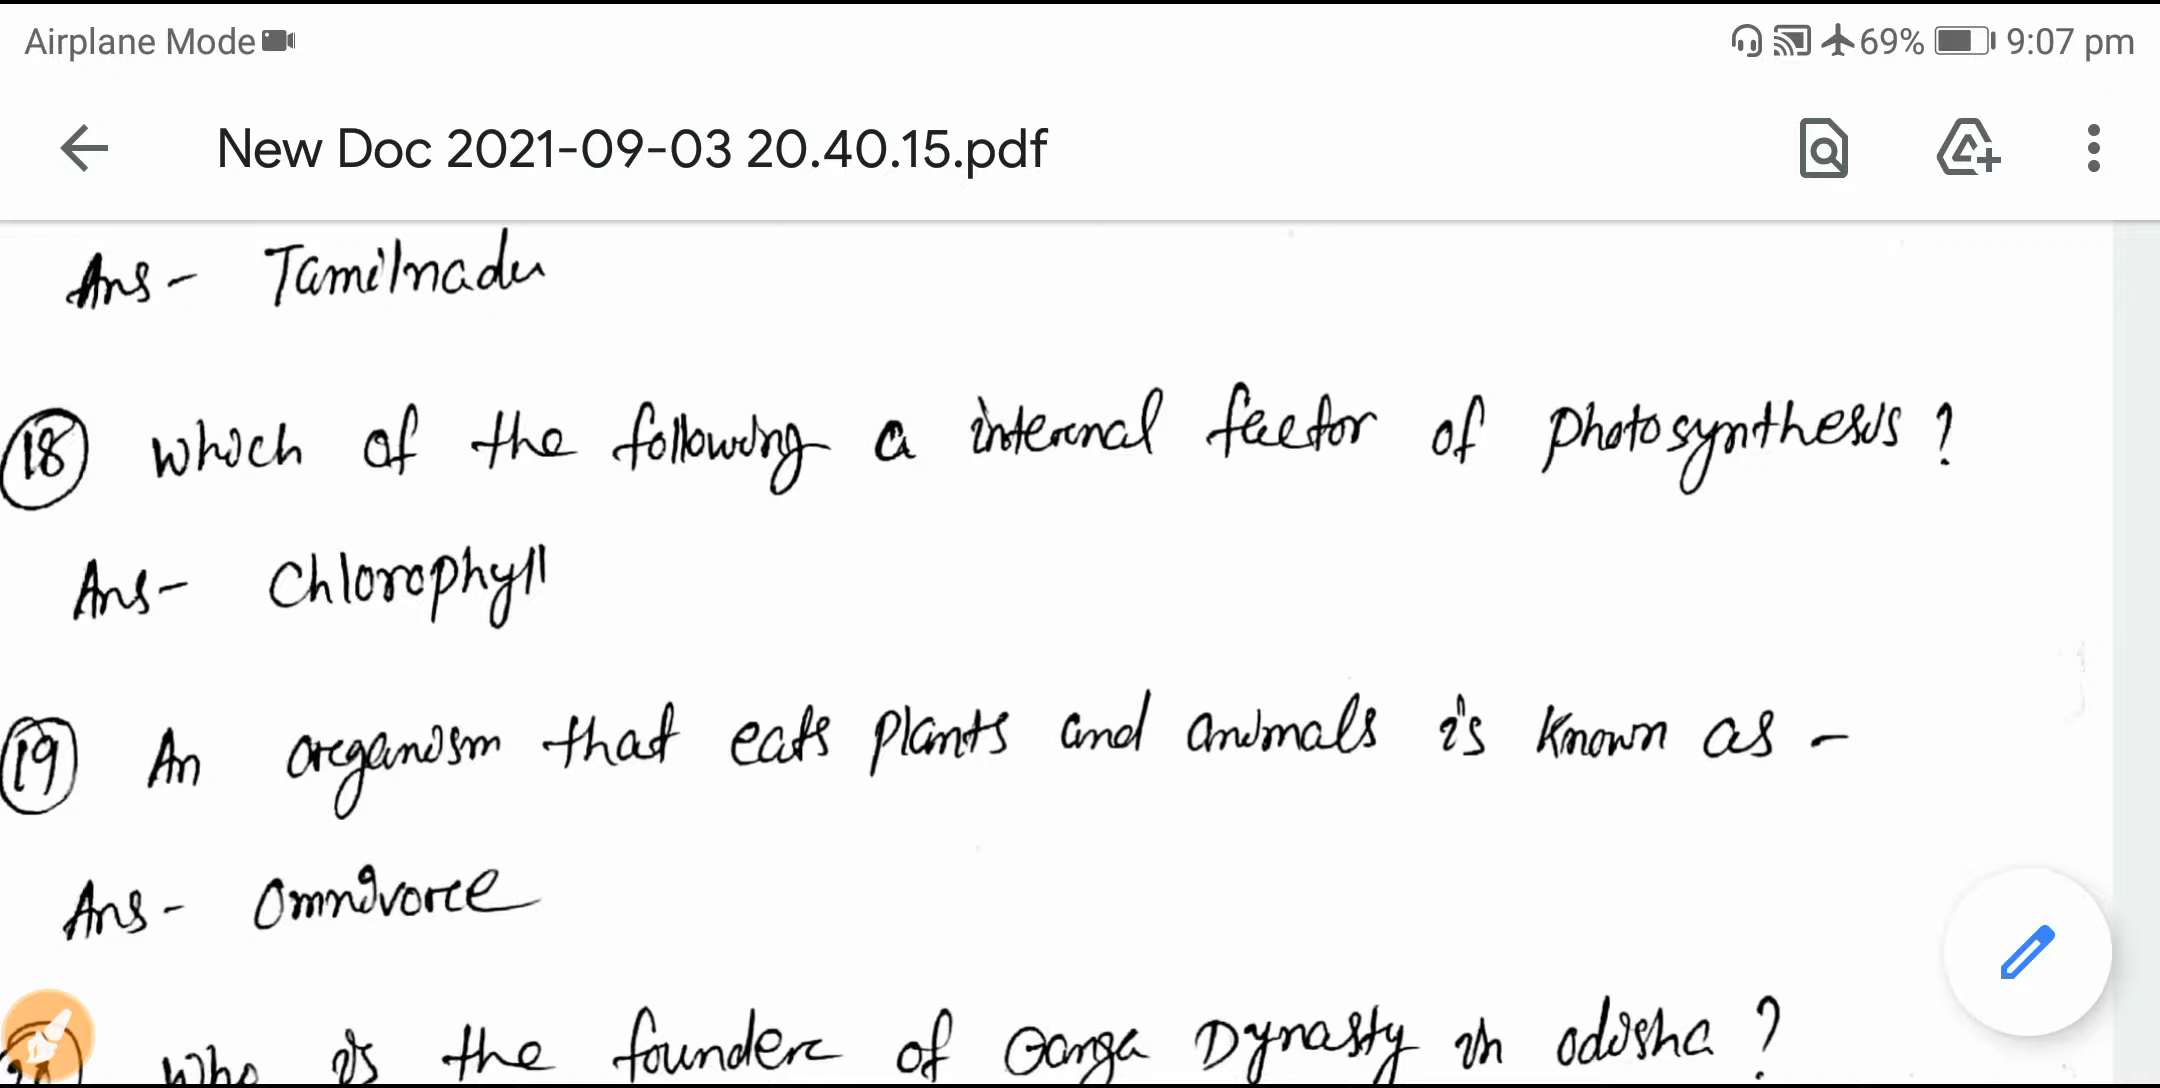 Airplane Mode 69% 9:07 pm
New Doc 2021-09-03 20.40.15.pdf
Ans- Tamilnadu
18 Which of the following a internal factor of photosynthesis ?
Ans- Chlorophyll
19 An organism that eats plants and animals is known as -
Ans- Omnivore
Who is the founder of Ganga Dynasty in odisha ?